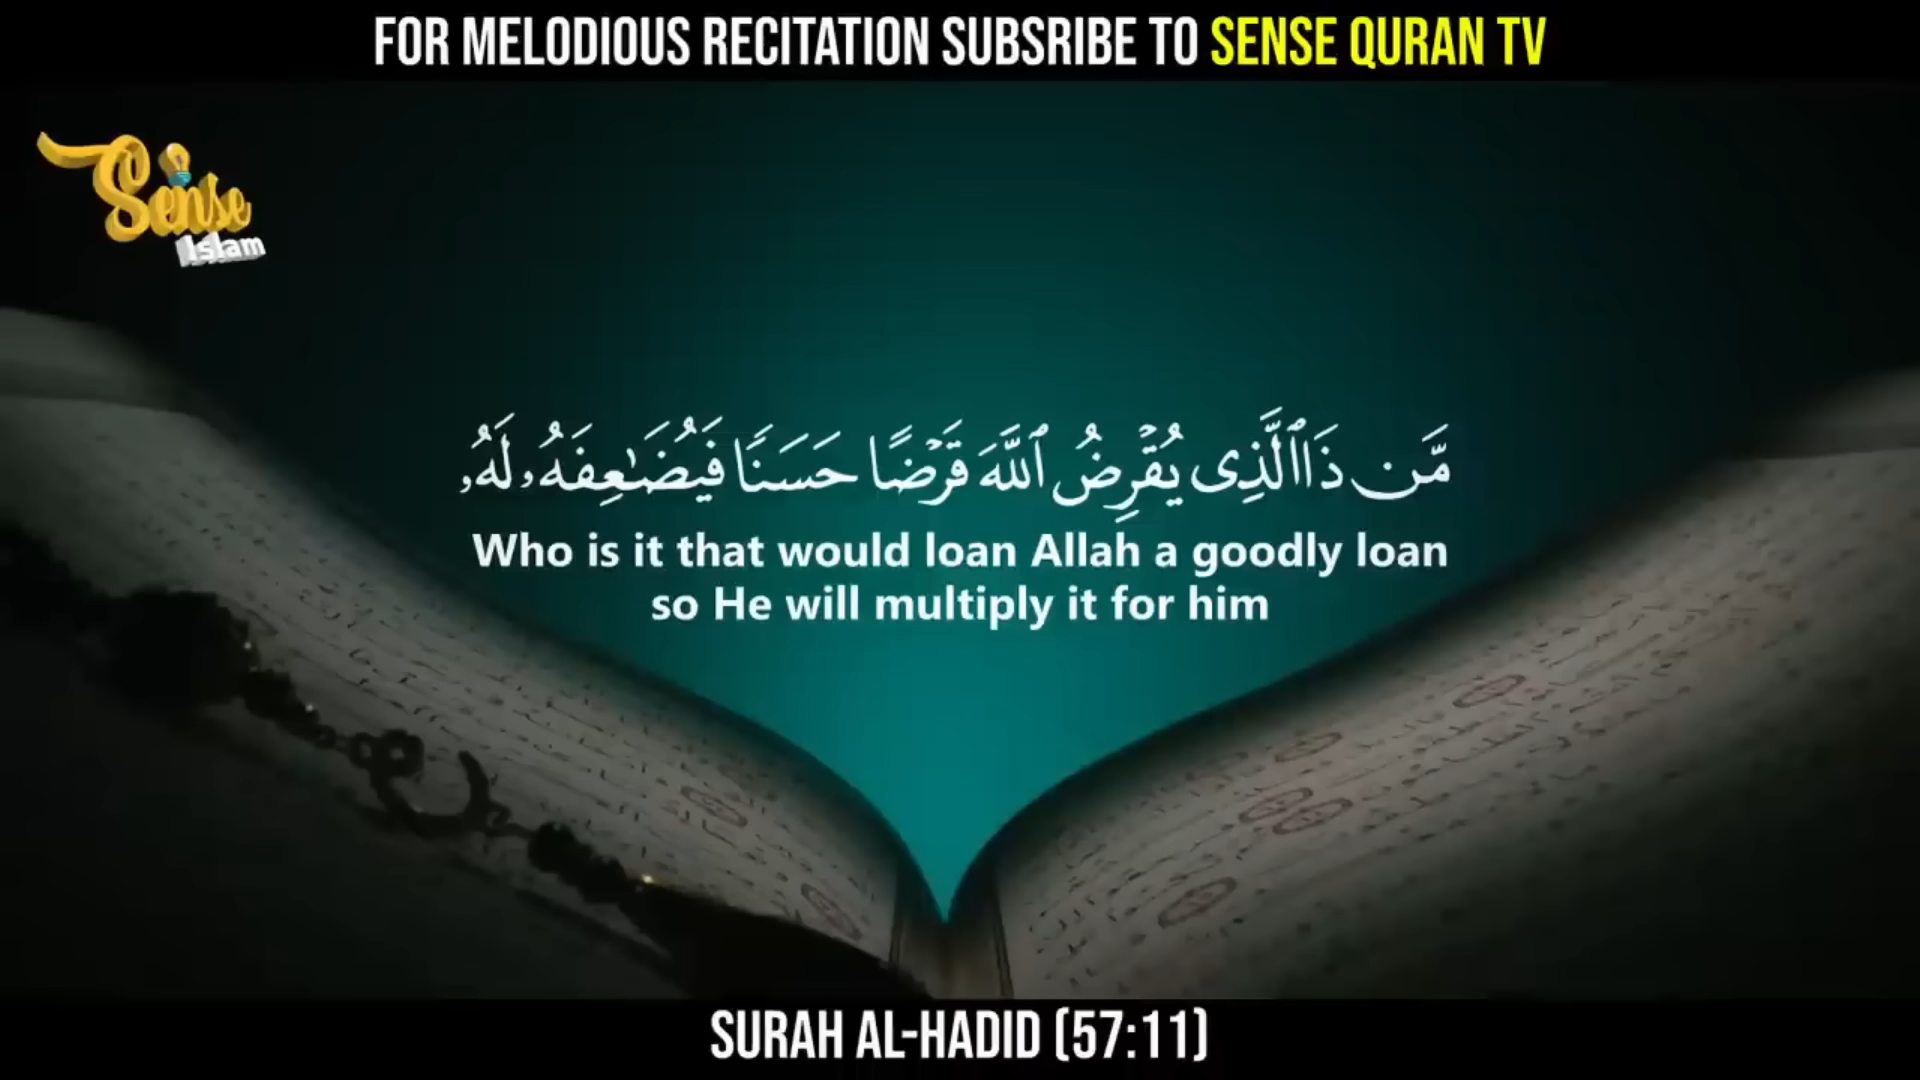 FOR MELODIOUS RECITATION SUBSRIBE TO SENSE QURAN TV
Sense
Islam
مَّن ذَا ٱلَّذِى يُقْرِضُ ٱللَّهَ قَرْضًا حَسَنًا فَيُضَٰعِفَهُۥ لَهُۥ
Who is it that would loan Allah a goodly loan
so He will multiply it for him
SURAH AL-HADID (57:11)